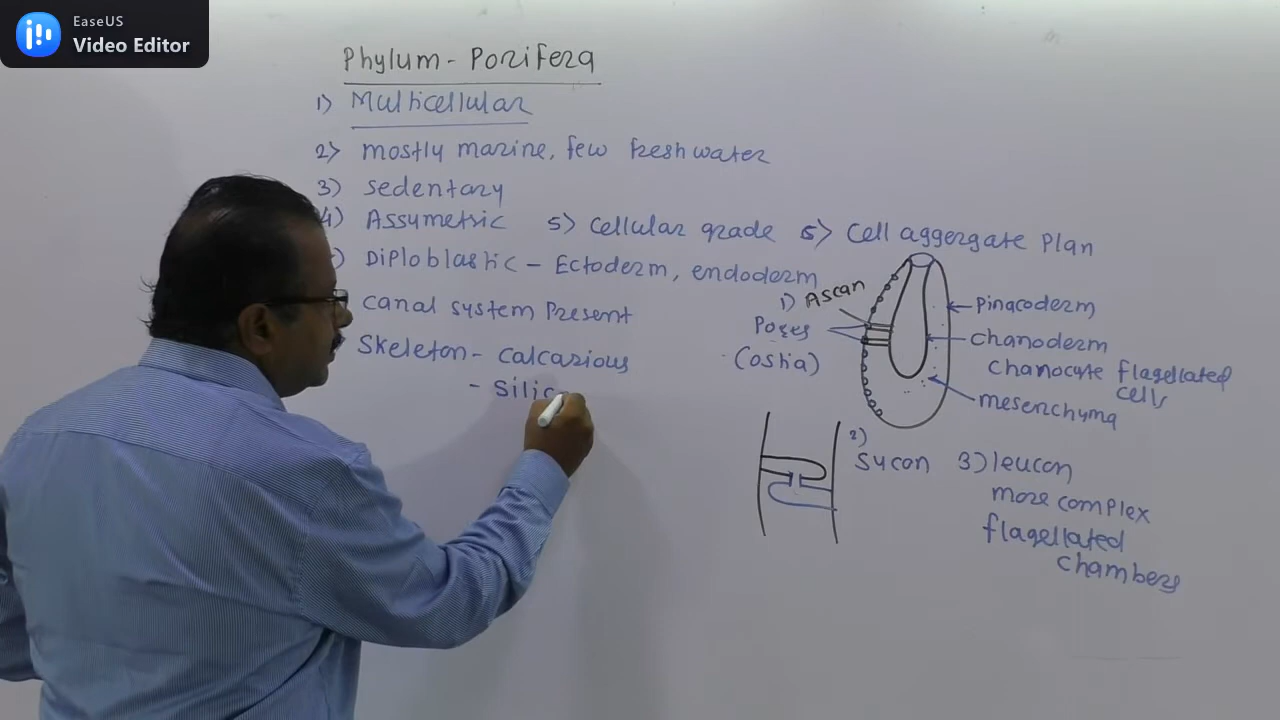 EaseUS
Video Editor
Phylum - Porifera
1) Multicellular
2) mostly marine, few freshwater
3) sedentary
4) Assymetric 5) Cellular grade 5) Cell aggergate Plan
) Diploblastic - Ectoderm, endoderm
canal system Present
Skeleton - calcarious
- Silic
1) Ascan
Pores
(ostia)
Pinacoderm
Chanoderm
Chanocyte flagellated
cells
mesenchyma
2)
Sycon 3) leucon
more complex
flagellated
chambers